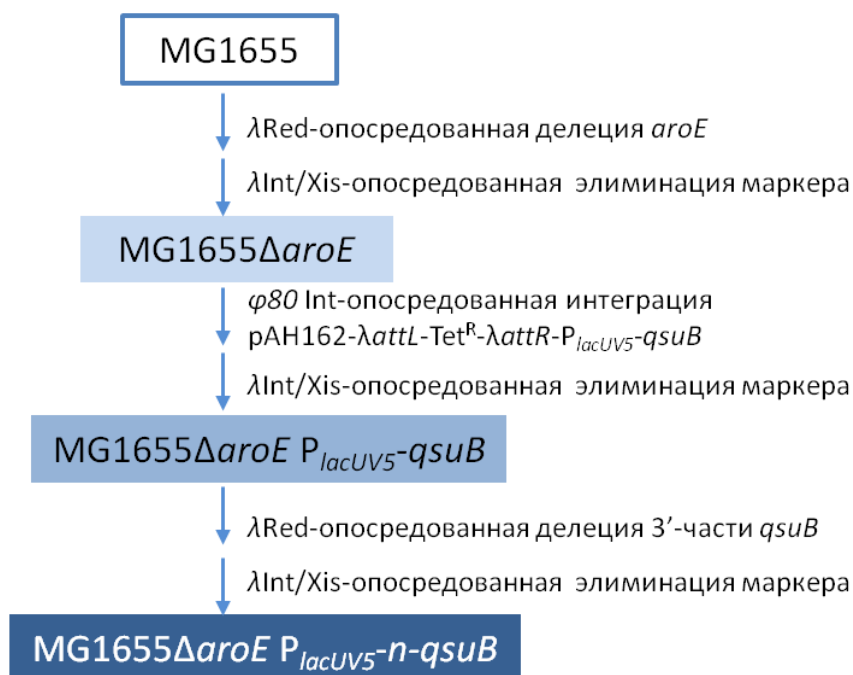 MG1655
λRed-опосредованная делеция aroE
λInt/Xis-опосредованная элиминация маркера
MG1655ΔaroE
φ80 Int-опосредованная интеграция
pAH162-λattL-Tetᴿ-λattR-PlacUV5-qsuB
λInt/Xis-опосредованная элиминация маркера
MG1655ΔaroE PlacUV5-qsuB
λRed-опосредованная делеция 3′-части qsuB
λInt/Xis-опосредованная элиминация маркера
MG1655ΔaroE PlacUV5-n-qsuB